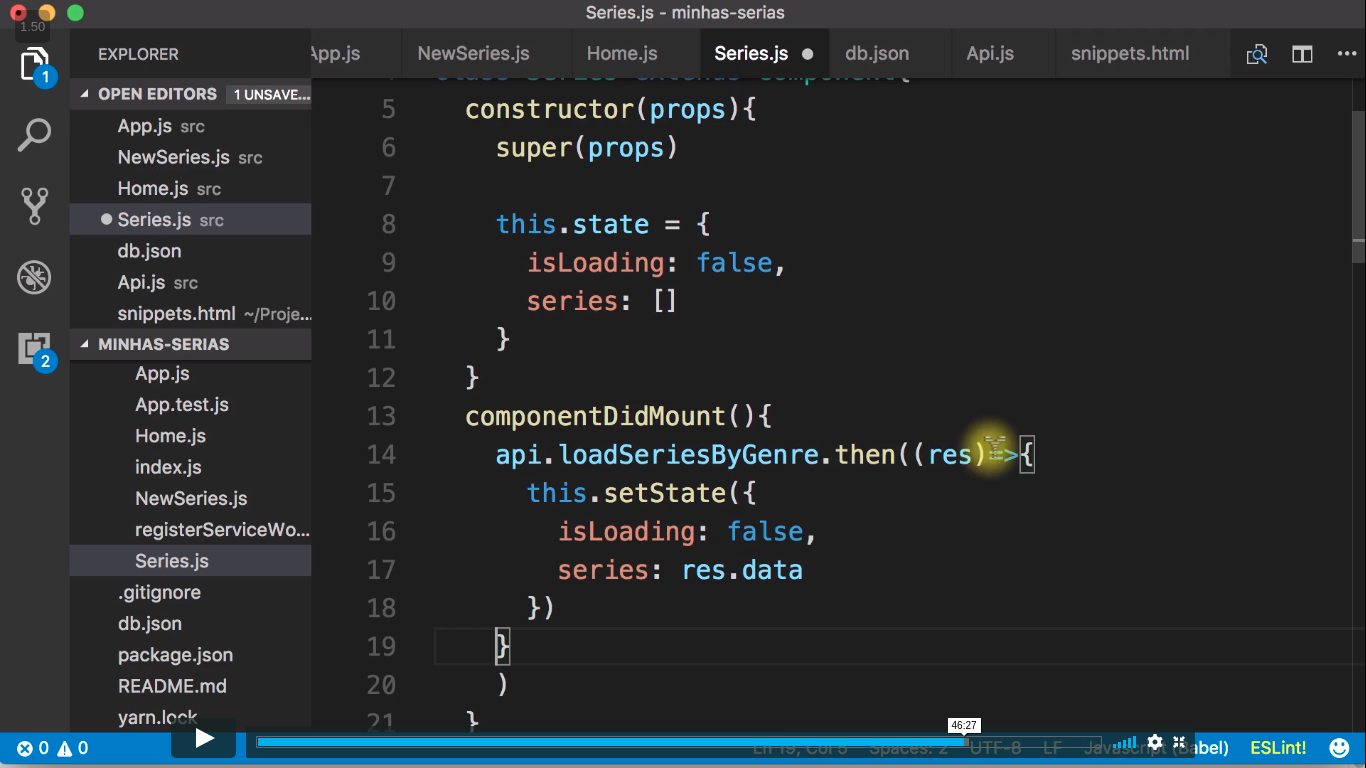 Series.js - minhas-serias
1.50
EXPLORER
App.js
NewSeries.js
Home.js
Series.js
db.json
Api.js
snippets.html
1
OPEN EDITORS
1 UNSAVE...
App.js src
NewSeries.js src
Home.js src
Series.js src
db.json
Api.js src
snippets.html ~/Proje...
2
MINHAS-SERIAS
App.js
App.test.js
Home.js
index.js
NewSeries.js
registerServiceWo...
Series.js
.gitignore
db.json
package.json
README.md
yarn.lock
5 constructor(props){
6 super(props)
7
8 this.state = {
9 isLoading: false,
10 series: []
11 }
12 }
13 componentDidMount(){
14 api.loadSeriesByGenre.then((res)=>{
15 this.setState({
16 isLoading: false,
17 series: res.data
18 })
19 }
20 )
21 }
46:27
0 0
Ln 19, Col 5 Spaces: 2 UTF-8 LF Javascript (Babel) ESLint!